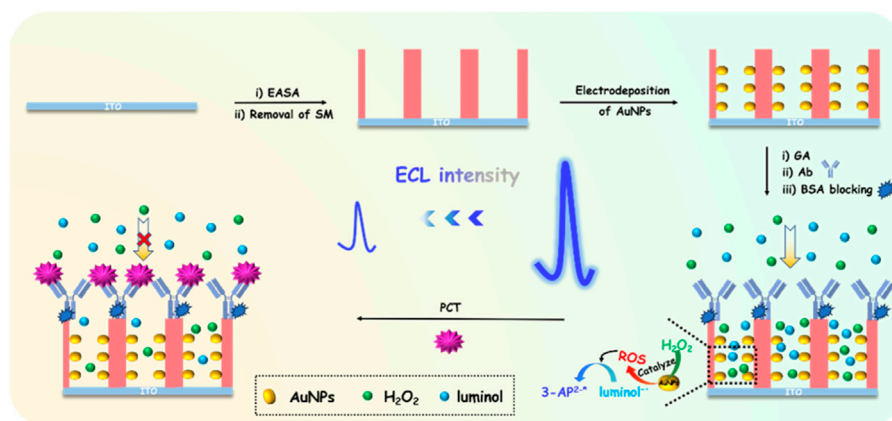 ITO
i) EASA
ii) Removal of SM
ITO
Electrodeposition
of AuNPs
ITO
i) GA
ii) Ab
iii) BSA blocking
ECL intensity
PCT
ITO
AuNPs
H₂O₂
luminol
H₂O₂
Catalyze
ROS
AuNPs
3-AP²⁻*
luminol·⁻
ITO